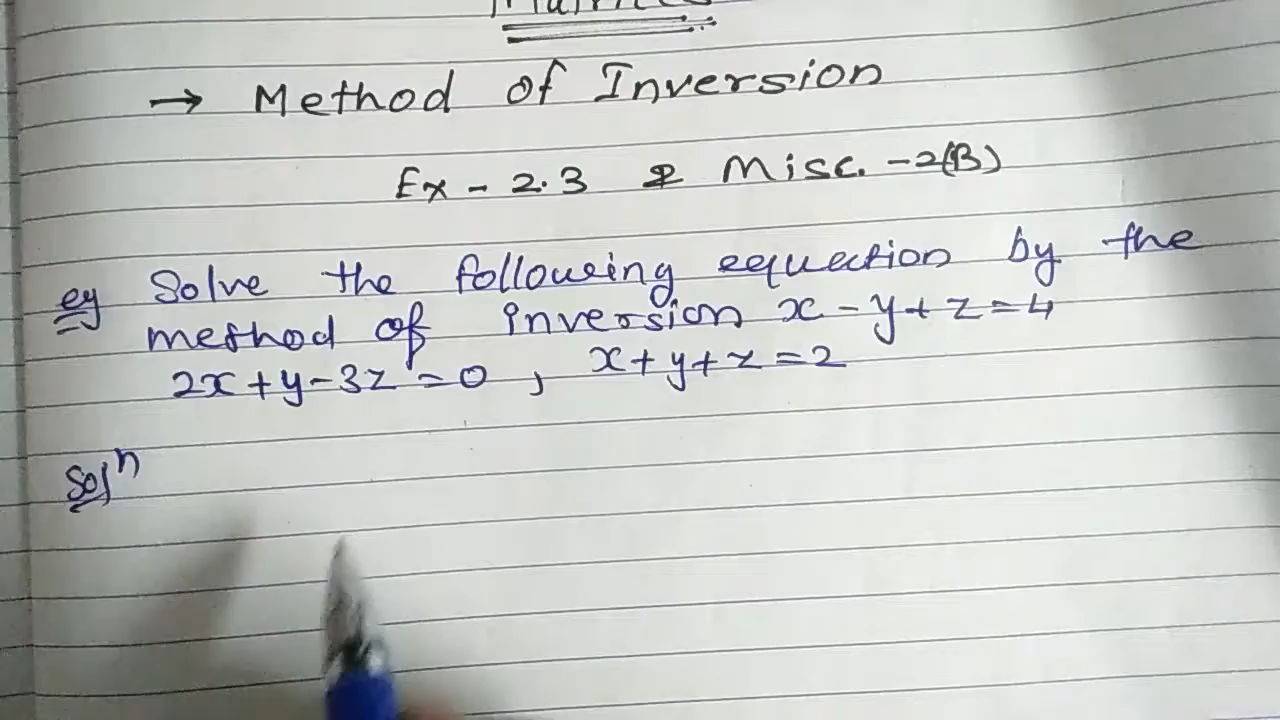 → Method of Inversion
Ex - 2.3 & Misc. -2(B)
eg Solve the following equation by the
method of inversion x - y + z = 4
2x + y - 3z = 0 , x + y + z = 2
Solⁿ